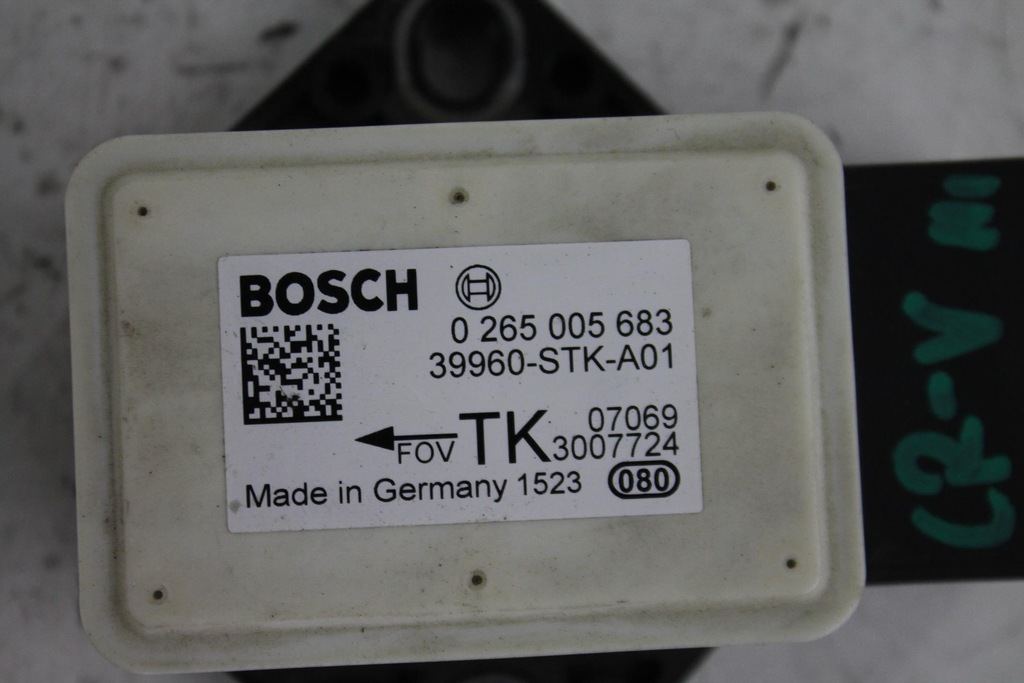 BOSCH
0 265 005 683
39960-STK-A01
07069
FOV TK 3007724
Made in Germany 1523 080
CR-V